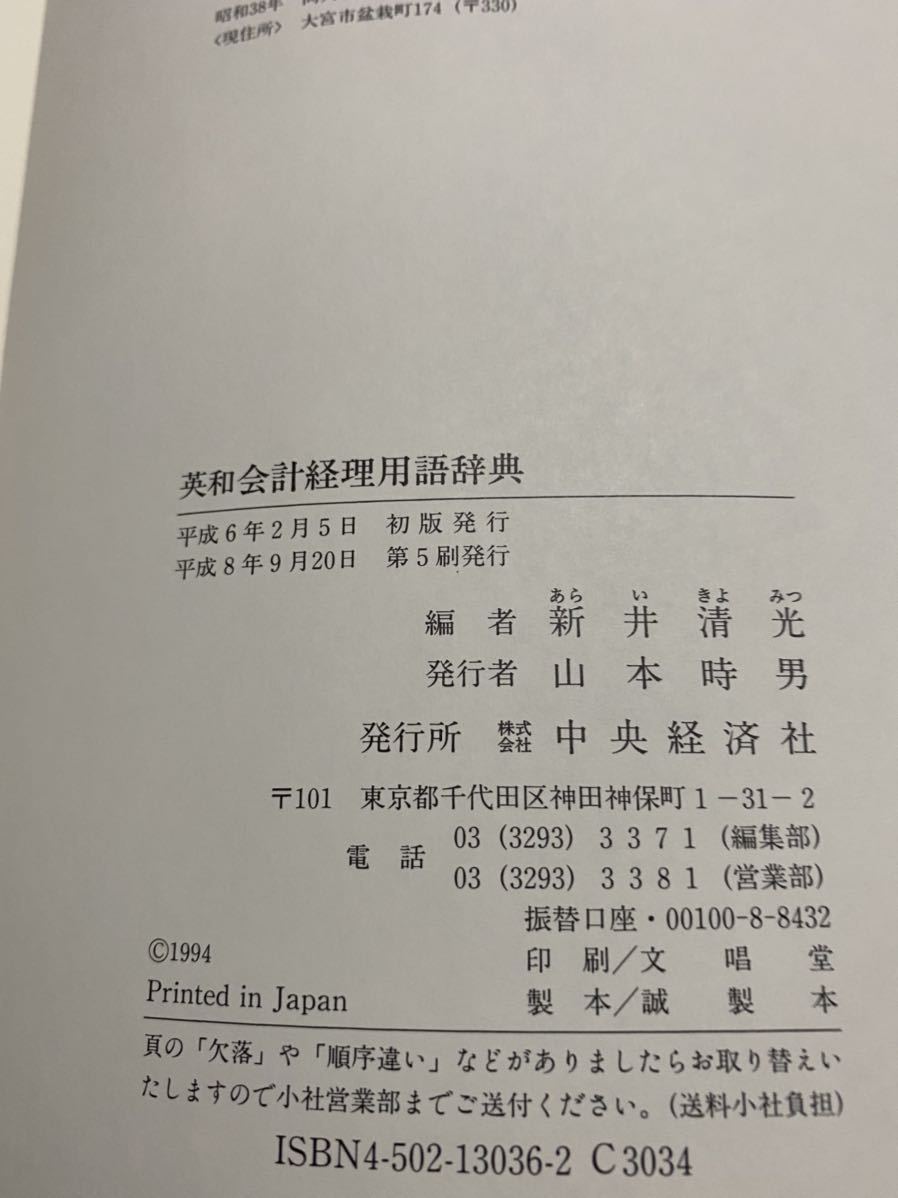 昭和38年
〈現住所〉 大宮市盆栽町174（〒330）
英和会計経理用語辞典
平成6年2月5日 初版発行
平成8年9月20日 第5刷発行
あら い きよ みつ
編者 新井清光
発行者 山本時男
発行所 株式会社 中央経済社
〒101 東京都千代田区神田神保町1-31-2
電話 03 (3293) 3371 (編集部)
03 (3293) 3381 (営業部)
振替口座・00100-8-8432
©1994 印刷/文唱堂
Printed in Japan 製本/誠製本
頁の「欠落」や「順序違い」などがありましたらお取り替えい
たしますので小社営業部までご送付ください。(送料小社負担)
ISBN4-502-13036-2 C3034